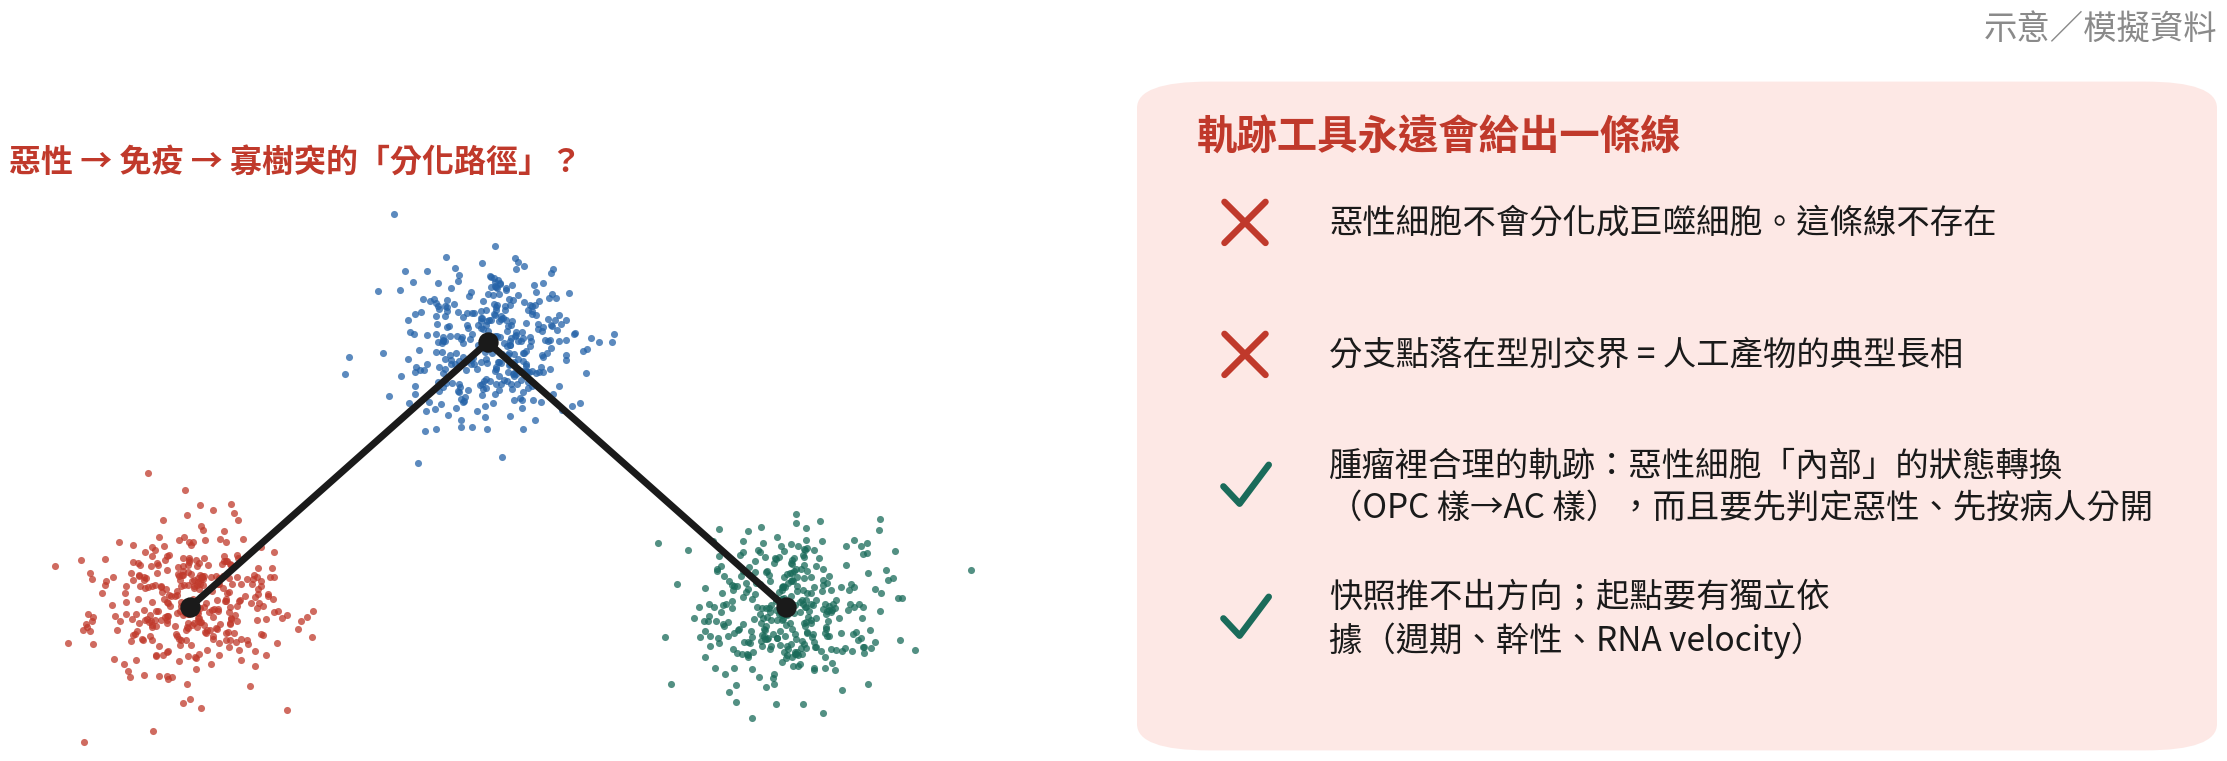 示意／模擬資料
惡性 → 免疫 → 寡樹突的「分化路徑」？
軌跡工具永遠會給出一條線
惡性細胞不會分化成巨噬細胞。這條線不存在
分支點落在型別交界 = 人工產物的典型長相
腫瘤裡合理的軌跡：惡性細胞「內部」的狀態轉換
（OPC 樣→AC 樣），而且要先判定惡性、先按病人分開
快照推不出方向；起點要有獨立依
據（週期、幹性、RNA velocity）